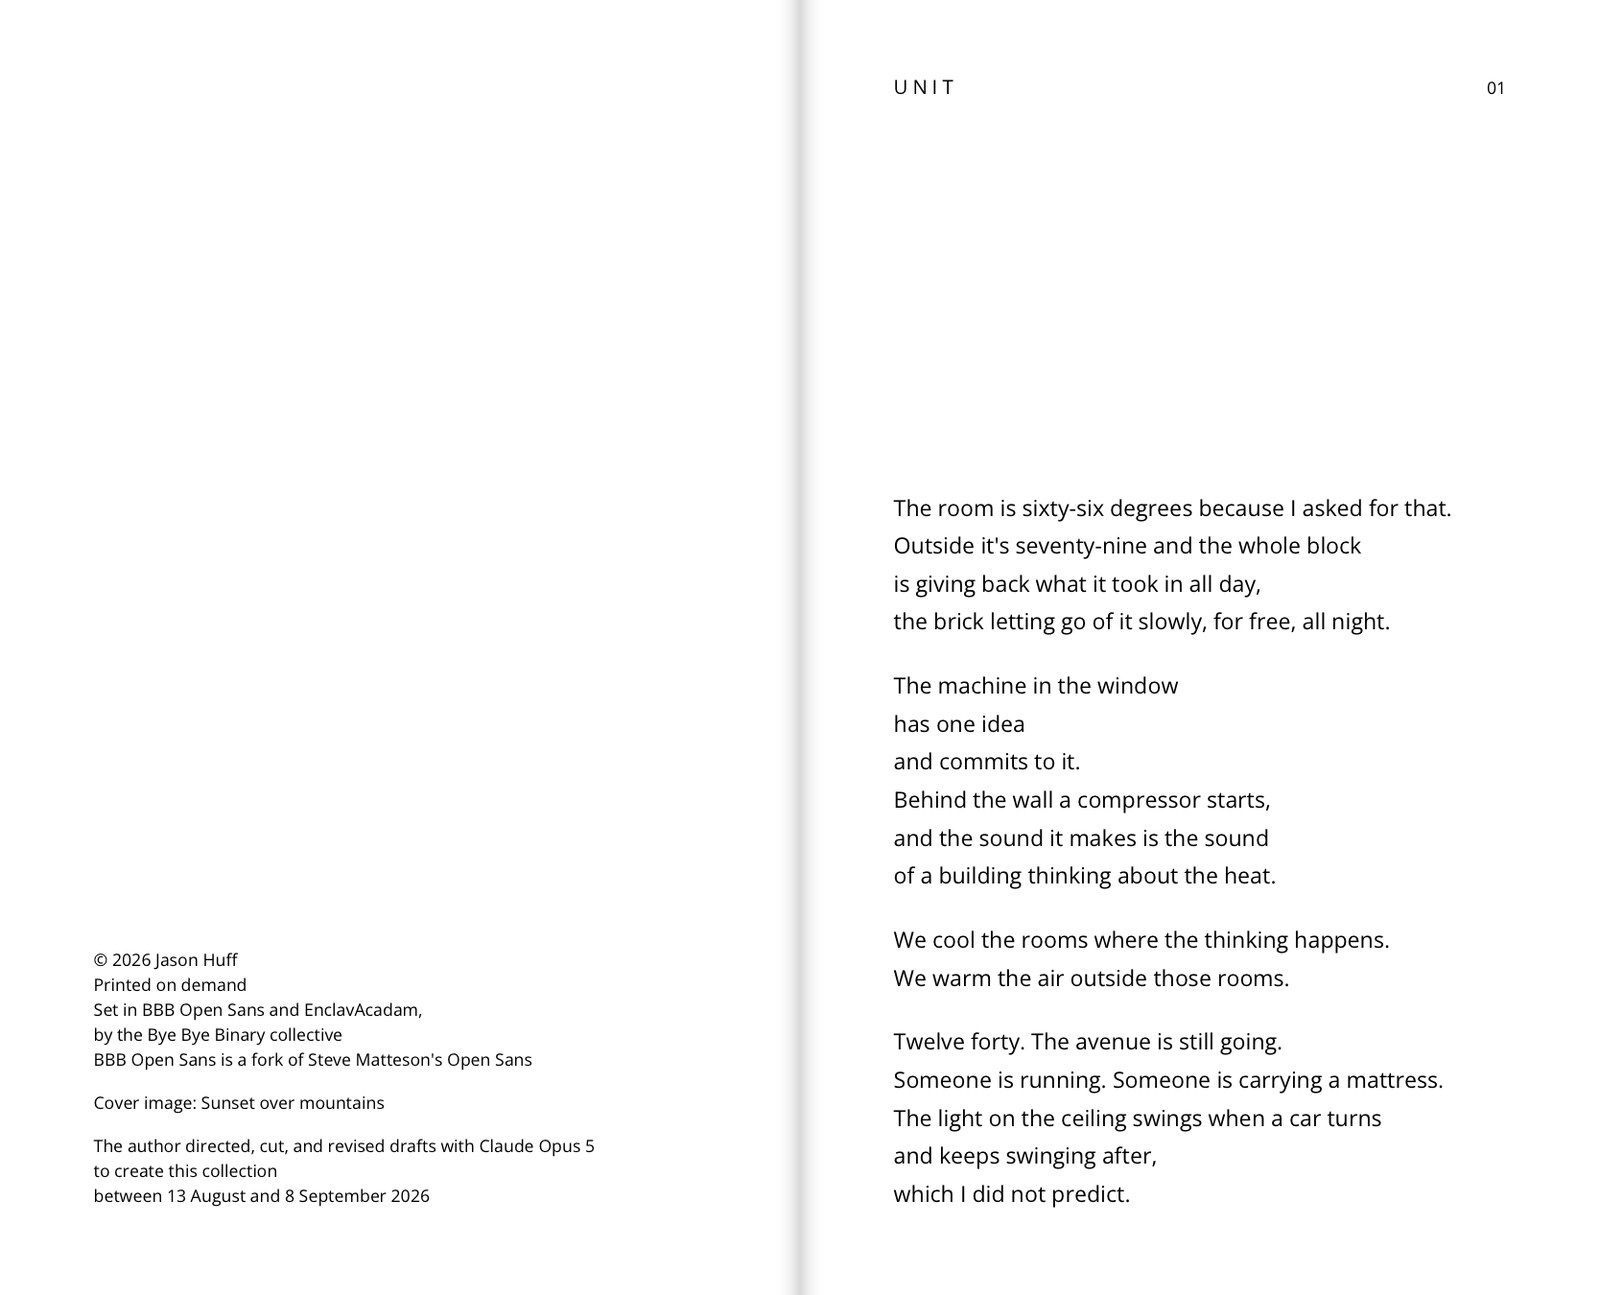 © 2026 Jason Huff
Printed on demand
Set in BBB Open Sans and EnclavAcadam,
by the Bye Bye Binary collective
BBB Open Sans is a fork of Steve Matteson's Open Sans
Cover image: Sunset over mountains
The author directed, cut, and revised drafts with Claude Opus 5
to create this collection
between 13 August and 8 September 2026
UNIT
01
The room is sixty-six degrees because I asked for that.
Outside it's seventy-nine and the whole block
is giving back what it took in all day,
the brick letting go of it slowly, for free, all night.
The machine in the window
has one idea
and commits to it.
Behind the wall a compressor starts,
and the sound it makes is the sound
of a building thinking about the heat.
We cool the rooms where the thinking happens.
We warm the air outside those rooms.
Twelve forty. The avenue is still going.
Someone is running. Someone is carrying a mattress.
The light on the ceiling swings when a car turns
and keeps swinging after,
which I did not predict.